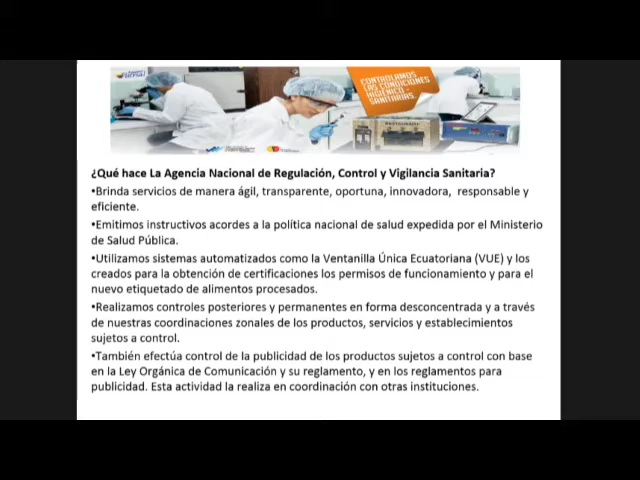 CONTROLAMOS
LAS CONDICIONES
HIGIÉNICO -
SANITARIAS.
¿Qué hace La Agencia Nacional de Regulación, Control y Vigilancia Sanitaria?
•Brinda servicios de manera ágil, transparente, oportuna, innovadora, responsable y
eficiente.
•Emitimos instructivos acordes a la política nacional de salud expedida por el Ministerio
de Salud Pública.
•Utilizamos sistemas automatizados como la Ventanilla Única Ecuatoriana (VUE) y los
creados para la obtención de certificaciones los permisos de funcionamiento y para el
nuevo etiquetado de alimentos procesados.
•Realizamos controles posteriores y permanentes en forma desconcentrada y a través
de nuestras coordinaciones zonales de los productos, servicios y establecimientos
sujetos a control.
•También efectúa control de la publicidad de los productos sujetos a control con base
en la Ley Orgánica de Comunicación y su reglamento, y en los reglamentos para
publicidad. Esta actividad la realiza en coordinación con otras instituciones.